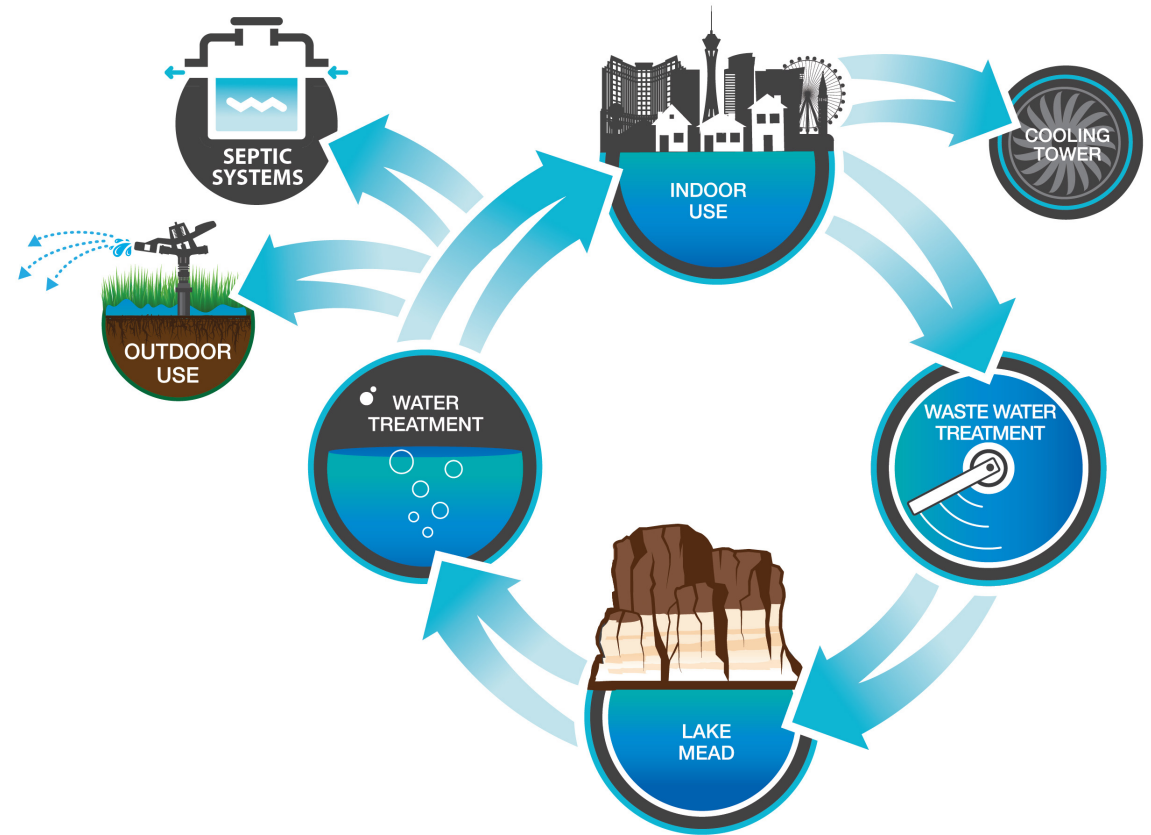 SEPTIC
SYSTEMS
INDOOR
USE
COOLING
TOWER
OUTDOOR
USE
WATER
TREATMENT
WASTE WATER
TREATMENT
LAKE
MEAD